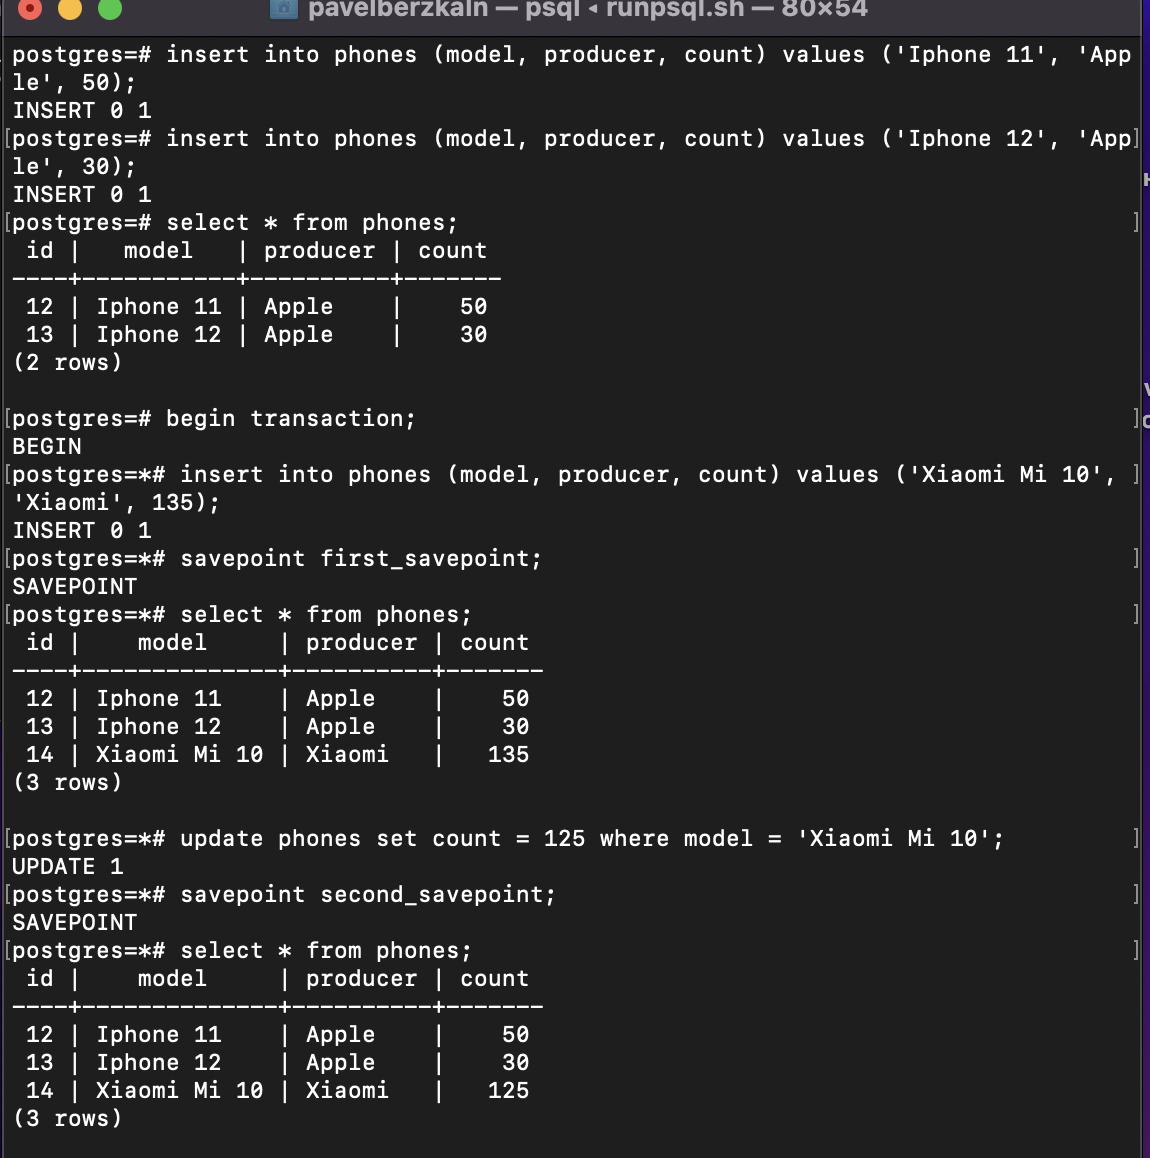 pavelberzkaln — psql ◂ runpsql.sh — 80×54
postgres=# insert into phones (model, producer, count) values ('Iphone 11', 'App
le', 50);
INSERT 0 1
[postgres=# insert into phones (model, producer, count) values ('Iphone 12', 'App]
le', 30);
INSERT 0 1
[postgres=# select * from phones; ]
 id |   model   | producer | count
----+-----------+----------+-------
 12 | Iphone 11 | Apple    |    50
 13 | Iphone 12 | Apple    |    30
(2 rows)
[postgres=# begin transaction; ]
BEGIN
[postgres=*# insert into phones (model, producer, count) values ('Xiaomi Mi 10', ]
'Xiaomi', 135);
INSERT 0 1
[postgres=*# savepoint first_savepoint; ]
SAVEPOINT
[postgres=*# select * from phones; ]
 id |    model     | producer | count
----+--------------+----------+-------
 12 | Iphone 11    | Apple    |    50
 13 | Iphone 12    | Apple    |    30
 14 | Xiaomi Mi 10 | Xiaomi   |   135
(3 rows)
[postgres=*# update phones set count = 125 where model = 'Xiaomi Mi 10'; ]
UPDATE 1
[postgres=*# savepoint second_savepoint; ]
SAVEPOINT
[postgres=*# select * from phones; ]
 id |    model     | producer | count
----+--------------+----------+-------
 12 | Iphone 11    | Apple    |    50
 13 | Iphone 12    | Apple    |    30
 14 | Xiaomi Mi 10 | Xiaomi   |   125
(3 rows)